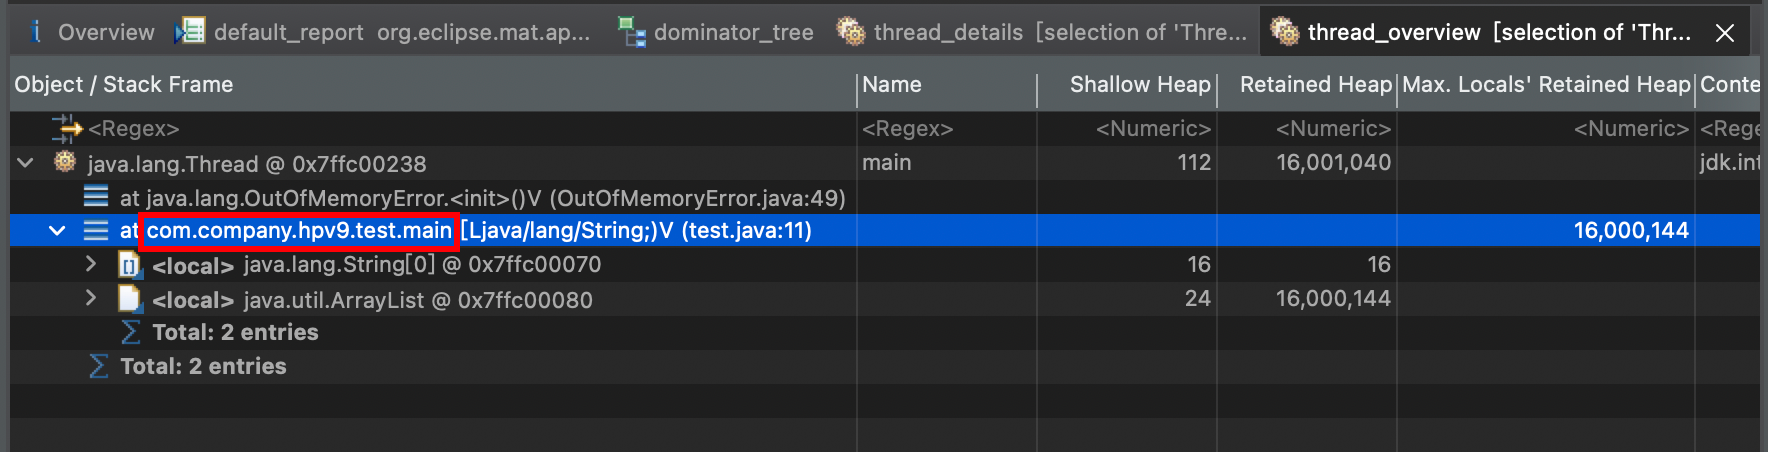 i Overview default_report org.eclipse.mat.ap... dominator_tree thread_details [selection of 'Thre... thread_overview [selection of 'Thr...
Object / Stack Frame Name Shallow Heap Retained Heap Max. Locals' Retained Heap Conte
<Regex> <Regex> <Numeric> <Numeric> <Numeric> <Rege
java.lang.Thread @ 0x7ffc00238 main 112 16,001,040 jdk.int
at java.lang.OutOfMemoryError.<init>()V (OutOfMemoryError.java:49)
at com.company.hpv9.test.main [Ljava/lang/String;)V (test.java:11) 16,000,144
<local> java.lang.String[0] @ 0x7ffc00070 16 16
<local> java.util.ArrayList @ 0x7ffc00080 24 16,000,144
Total: 2 entries
Total: 2 entries